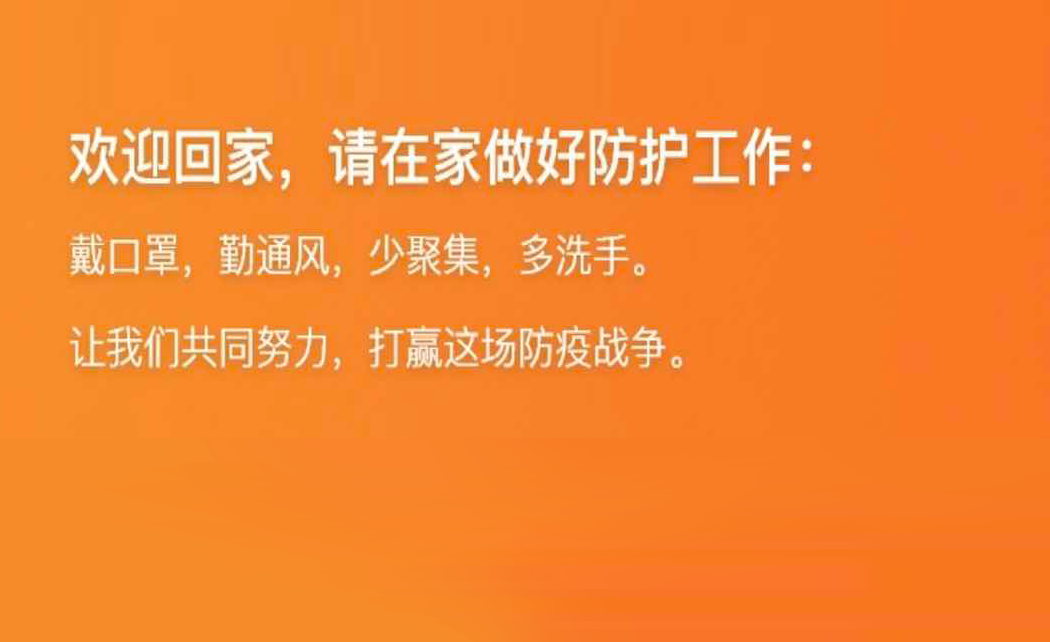 欢迎回家，请在家做好防护工作：
戴口罩，勤通风，少聚集，多洗手。
让我们共同努力，打赢这场防疫战争。